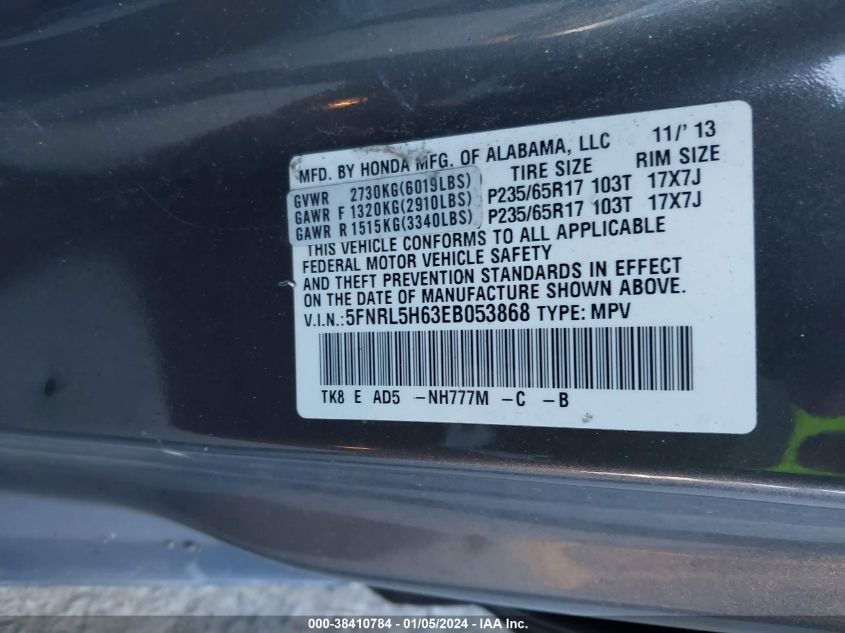 MFD. BY HONDA MFG. OF ALABAMA, LLC 11/' 13
TIRE SIZE RIM SIZE
GVWR 2730KG(6019LBS)
GAWR F 1320KG(2910LBS) P235/65R17 103T 17X7J
GAWR R 1515KG(3340LBS) P235/65R17 103T 17X7J
THIS VEHICLE CONFORMS TO ALL APPLICABLE
FEDERAL MOTOR VEHICLE SAFETY
AND THEFT PREVENTION STANDARDS IN EFFECT
ON THE DATE OF MANUFACTURE SHOWN ABOVE.
V.I.N.:5FNRL5H63EB053868 TYPE: MPV
TK8 E AD5 -NH777M -C -B
000-38410784 - 01/05/2024 - IAA Inc.